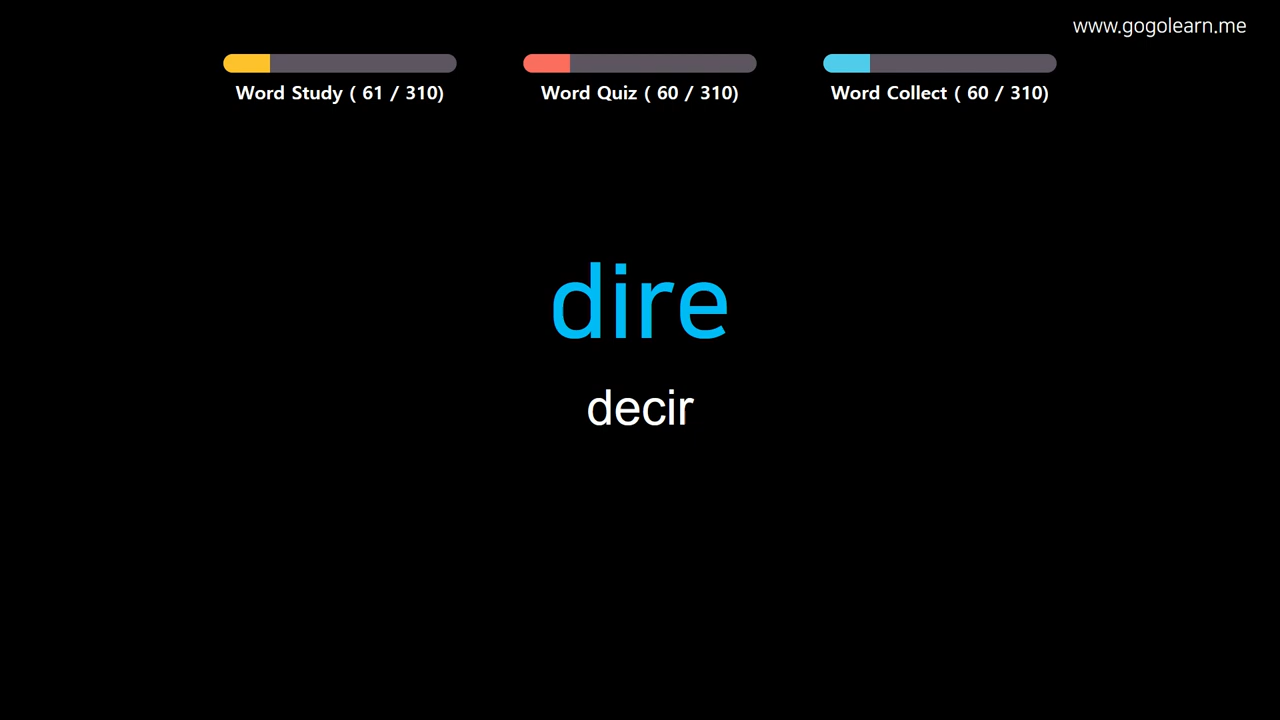 www.gogolearn.me
Word Study ( 61 / 310)
Word Quiz ( 60 / 310)
Word Collect ( 60 / 310)
dire
decir